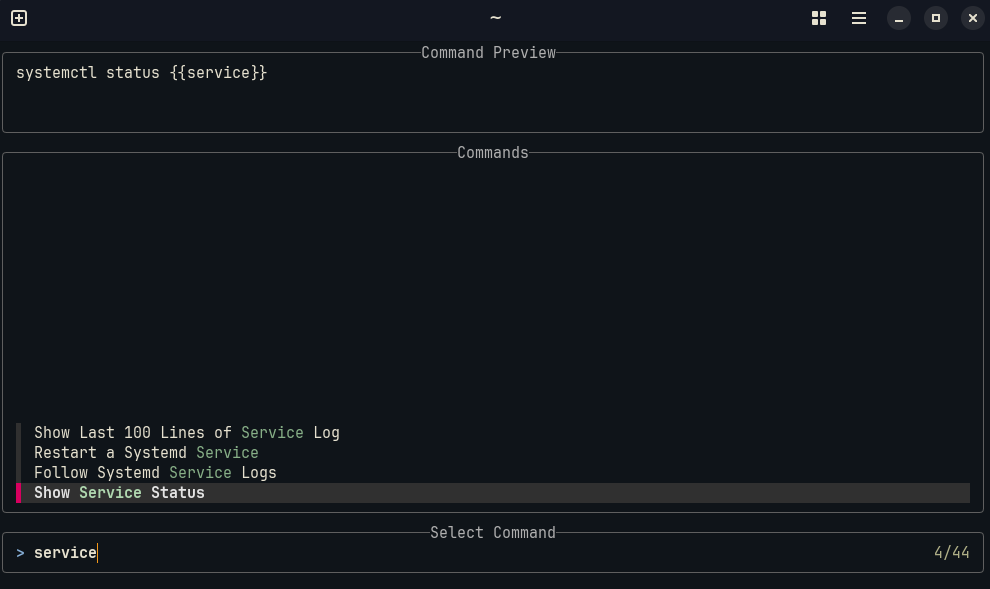 ~
Command Preview
systemctl status {{service}}
Commands
Show Last 100 Lines of Service Log
Restart a Systemd Service
Follow Systemd Service Logs
Show Service Status
Select Command
> service 4/44